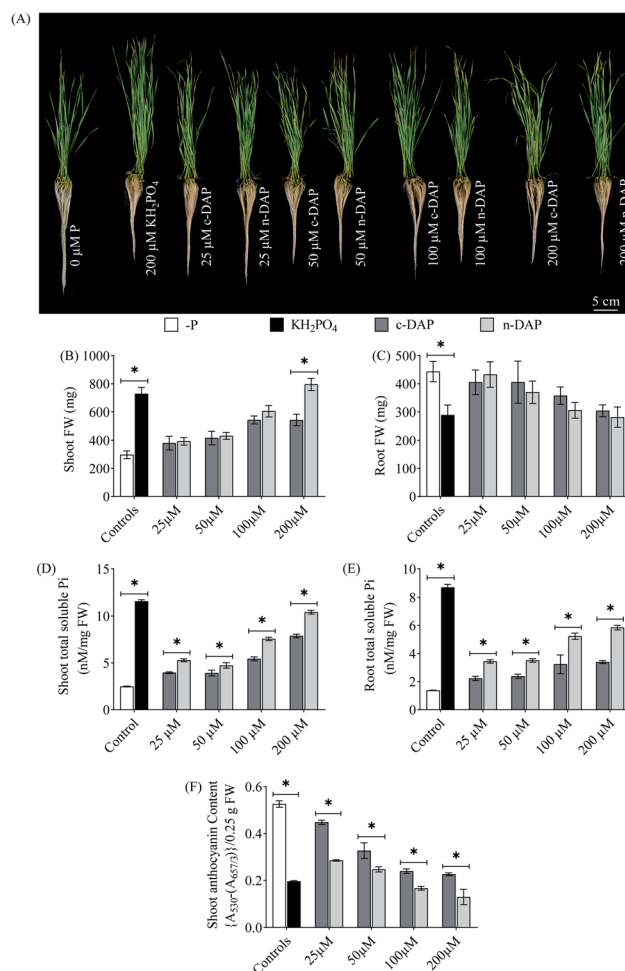 (A)
0 µM P
200 µM KH₂PO₄
25 µM c-DAP
25 µM n-DAP
50 µM c-DAP
50 µM n-DAP
100 µM c-DAP
100 µM n-DAP
200 µM c-DAP
200 µM n-DAP
5 cm
-P KH₂PO₄ c-DAP n-DAP
(B)
Shoot FW (mg)
1000
800
600
400
200
0
* *
Controls 25µM 50µM 100µM 200µM
(C)
Root FW (mg)
500
400
300
200
100
0
*
Controls 25µM 50µM 100µM 200µM
(D)
Shoot total soluble Pi
(nM/mg FW)
15
10
5
0
* * * * *
Control 25 µM 50 µM 100 µM 200 µM
(E)
Root total soluble Pi
(nM/mg FW)
10
8
6
4
2
0
* * * * *
Control 25 µM 50 µM 100 µM 200 µM
(F)
Shoot anthocyanin Content
{A₅₃₀-(A₆₅₇/₃)}/0.25 g FW
0.6
0.4
0.2
0.0
* * * * *
Controls 25µM 50µM 100µM 200µM